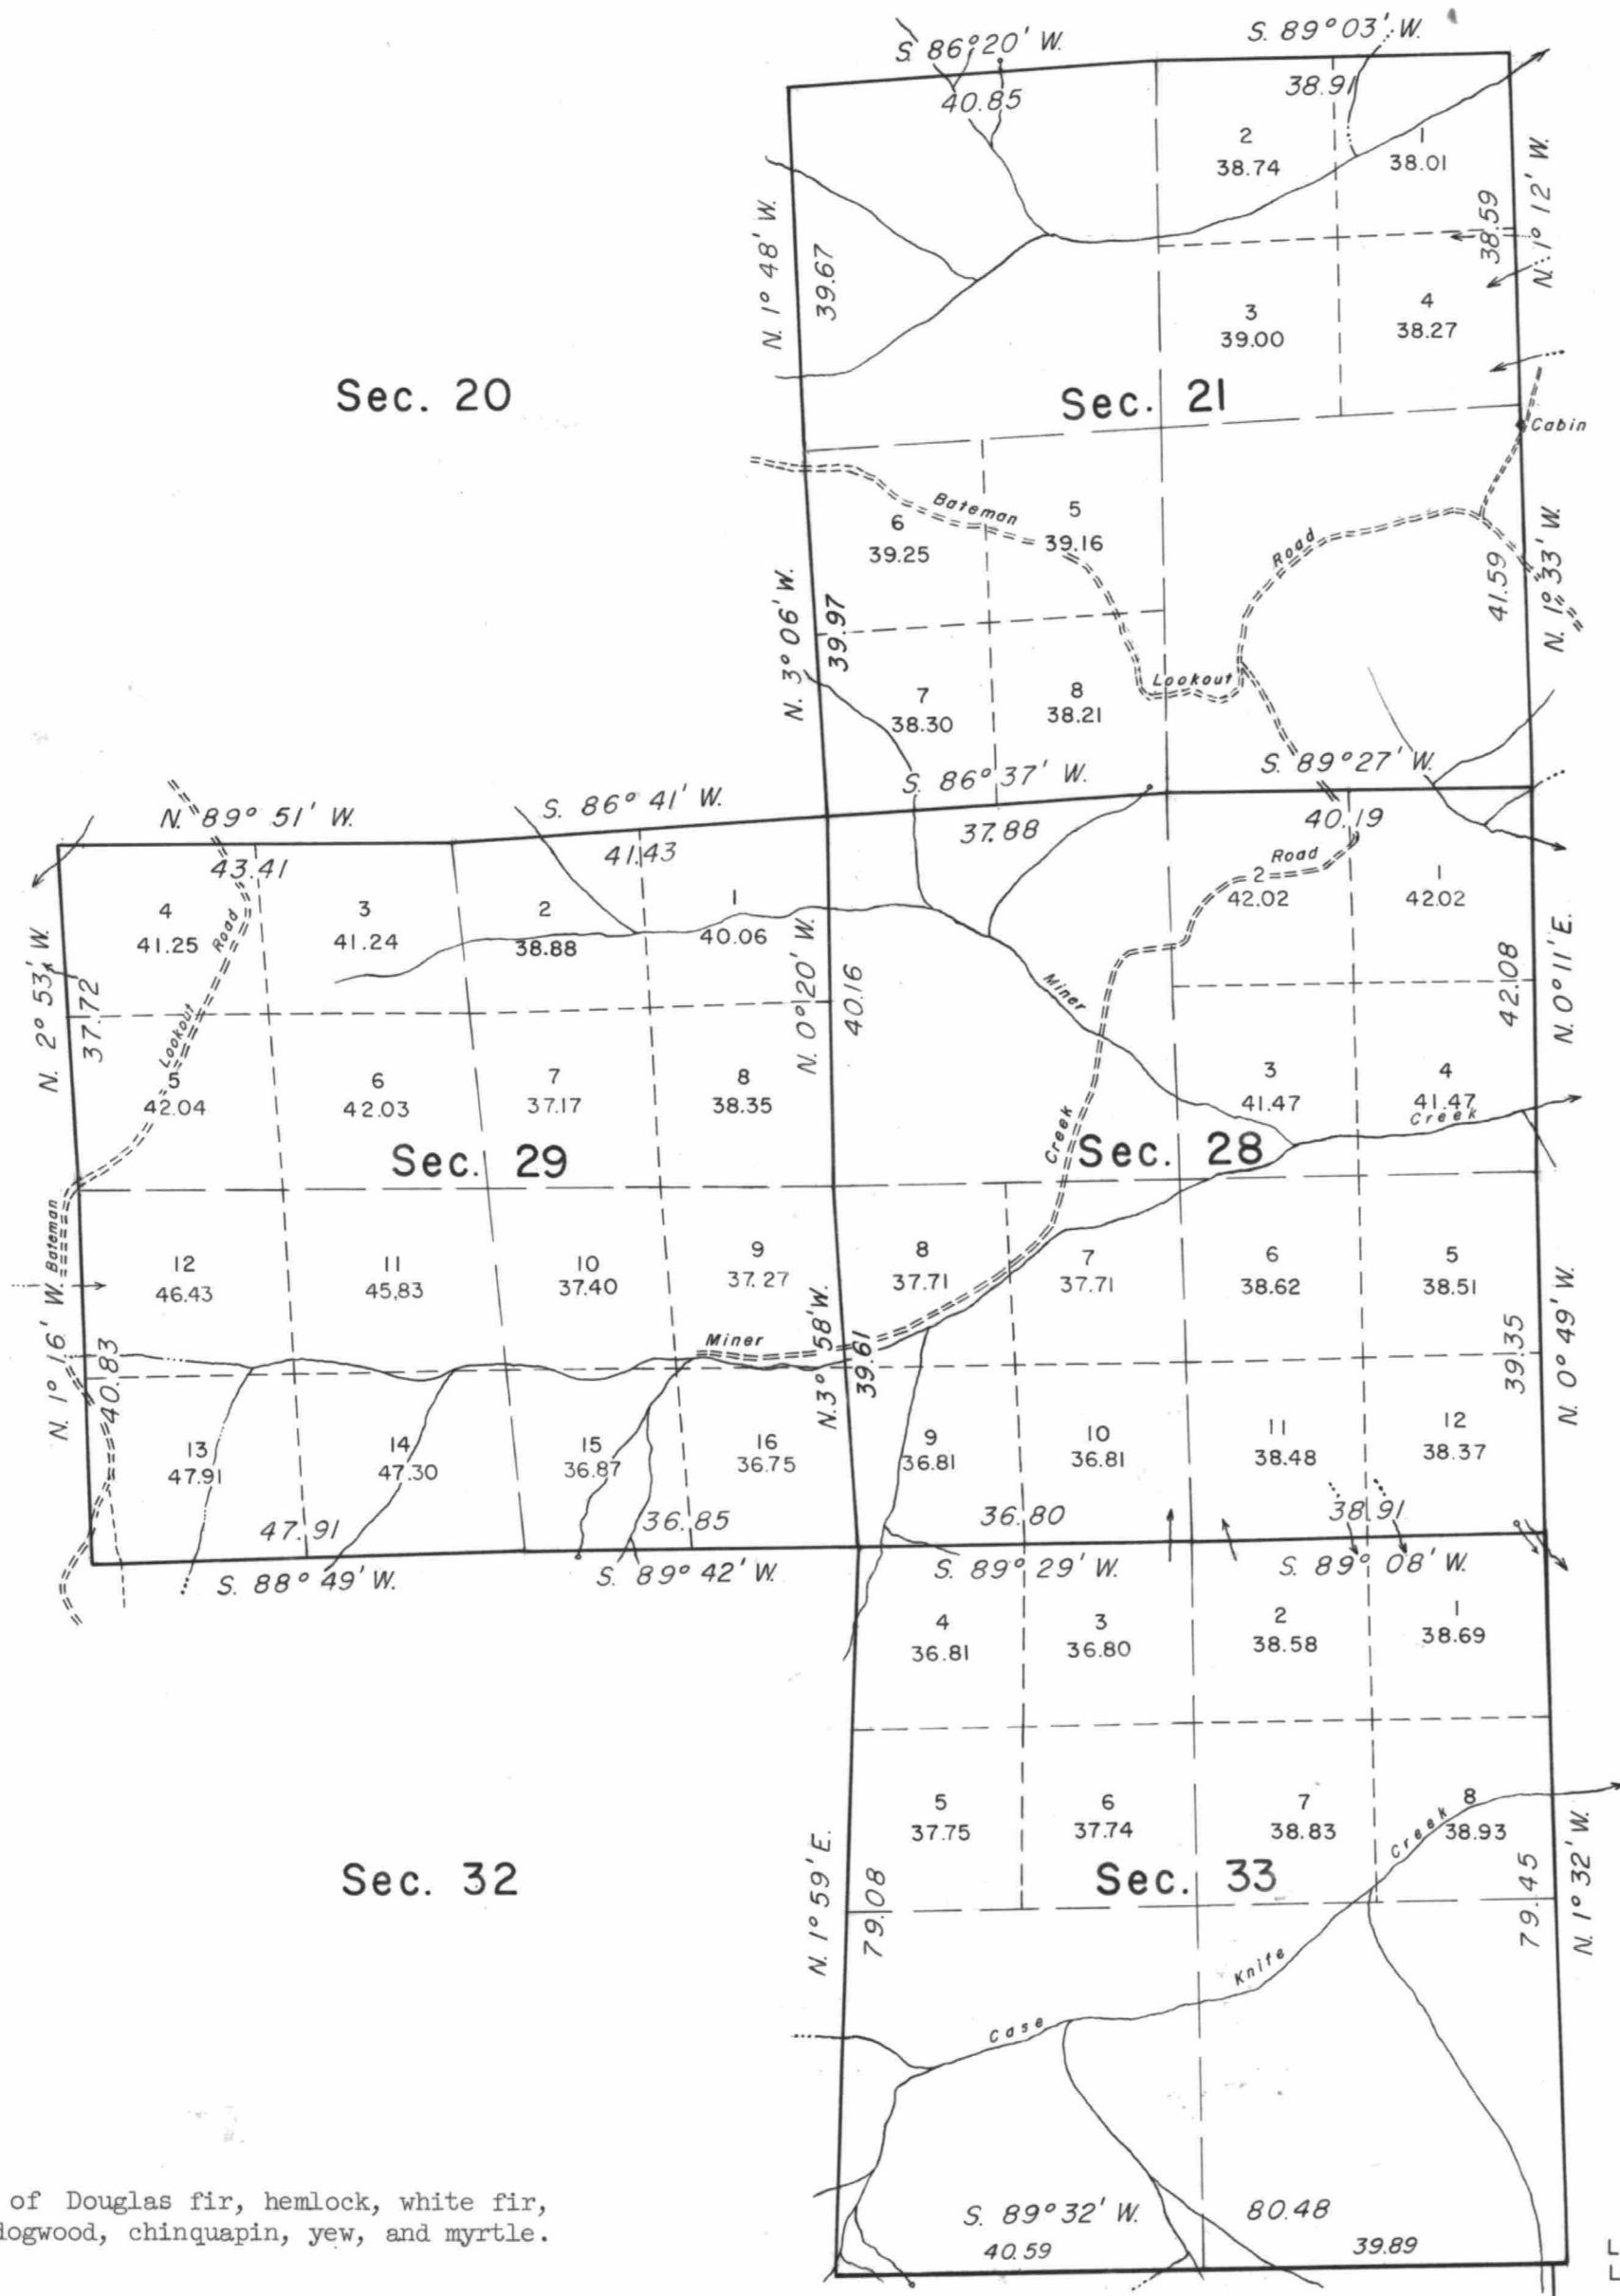 S. 86° 20' W.
S. 89° 03' W.
40.85
38.91
2
38.74
1
38.01
N. 1° 48' W.
39.67
38.59
N. 1° 12' W.
3
39.00
4
38.27
Sec. 20
Sec. 21
Cabin
Bateman
6
39.25
5
39.16
Road
41.59
N. 1° 33' W.
N. 3° 06' W.
39.97
7
38.30
8
38.21
Lookout
S. 86° 37' W.
S. 89° 27' W.
N. 89° 51' W.
S. 86° 41' W.
43.41
41.43
37.88
40.19
4
41.25
Road
3
41.24
2
38.88
1
40.06
Road
2
42.02
1
42.02
N. 2° 53' W.
37.72
N. 0° 20' W.
40.16
Miner
42.08
N. 0° 11' E.
Lookout
5
42.04
6
42.03
7
37.17
8
38.35
3
41.47
4
41.47
Creek
Creek
Sec. 29
Sec. 28
Bateman
12
46.43
11
45.83
10
37.40
9
37.27
8
37.71
7
37.71
6
38.62
5
38.51
N. 1° 16' W.
40.83
Miner
N. 3° 58' W.
39.61
39.35
N. 0° 49' W.
13
47.91
14
47.30
15
36.87
16
36.75
9
36.81
10
36.81
11
38.48
12
38.37
47.91
36.85
36.80
38.91
S. 88° 49' W.
S. 89° 42' W.
S. 89° 29' W.
S. 89° 08' W.
4
36.81
3
36.80
2
38.58
1
38.69
5
37.75
6
37.74
7
38.83
8
38.93
Creek
Sec. 32
Sec. 33
N. 1° 59' E.
79.08
79.45
N. 1° 32' W.
Knife
Case
of Douglas fir, hemlock, white fir,
dogwood, chinquapin, yew, and myrtle.
S. 89° 32' W.
80.48
40.59
39.89